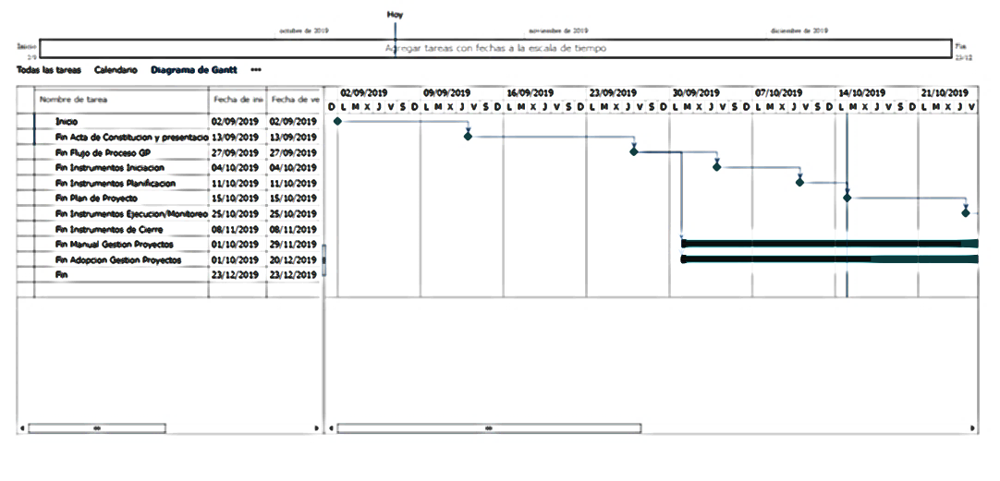 Hoy
octubre de 2019 noviembre de 2019 diciembre de 2019
Inicio Agregar tareas con fechas a la escala de tiempo Fin
2/9 23/12
Todas las tareas Calendario Diagrama de Gantt •••
Nombre de tarea Fecha de ini Fecha de ve
02/09/2019 09/09/2019 16/09/2019 23/09/2019 30/09/2019 07/10/2019 14/10/2019 21/10/2019
D L M X J V S D L M X J V S D L M X J V S D L M X J V S D L M X J V S D L M X J V S D L M X J V S D L M X J V
Inicio 02/09/2019 02/09/2019
Fin Acta de Constitucion y presentacio 13/09/2019 13/09/2019
Fin Flujo de Proceso GP 27/09/2019 27/09/2019
Fin Instrumentos Iniciacion 04/10/2019 04/10/2019
Fin Instrumentos Planificacion 11/10/2019 11/10/2019
Fin Plan de Proyecto 15/10/2019 15/10/2019
Fin Instrumentos Ejecucion/Monitoreo 25/10/2019 25/10/2019
Fin Instrumentos de Cierre 08/11/2019 08/11/2019
Fin Manual Gestion Proyectos 01/10/2019 29/11/2019
Fin Adopcion Gestion Proyectos 01/10/2019 20/12/2019
Fin 23/12/2019 23/12/2019